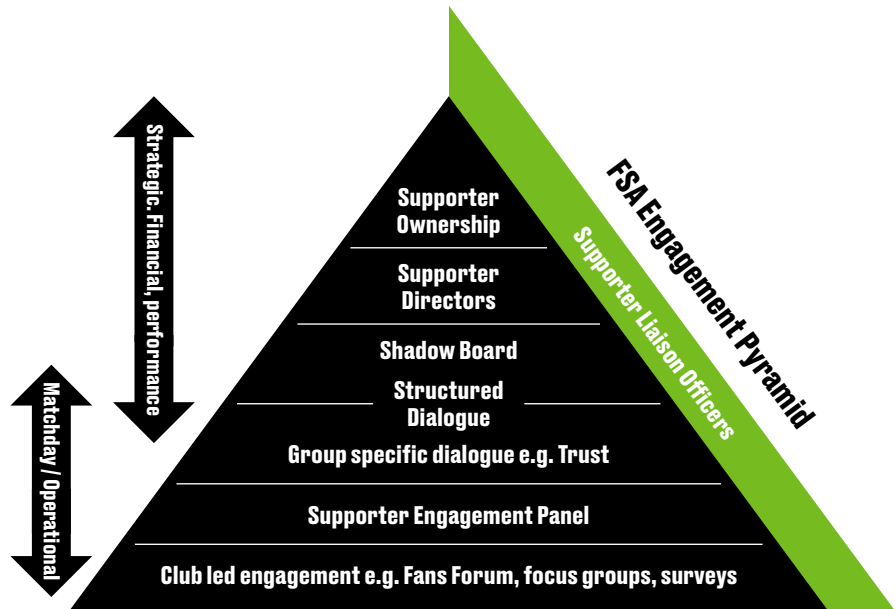 Strategic. Financial, performance
Matchday / Operational
Supporter
Ownership
Supporter
Directors
Shadow Board
Structured
Dialogue
Group specific dialogue e.g. Trust
Supporter Engagement Panel
Club led engagement e.g. Fans Forum, focus groups, surveys
Supporter Liaison Officers
FSA Engagement Pyramid